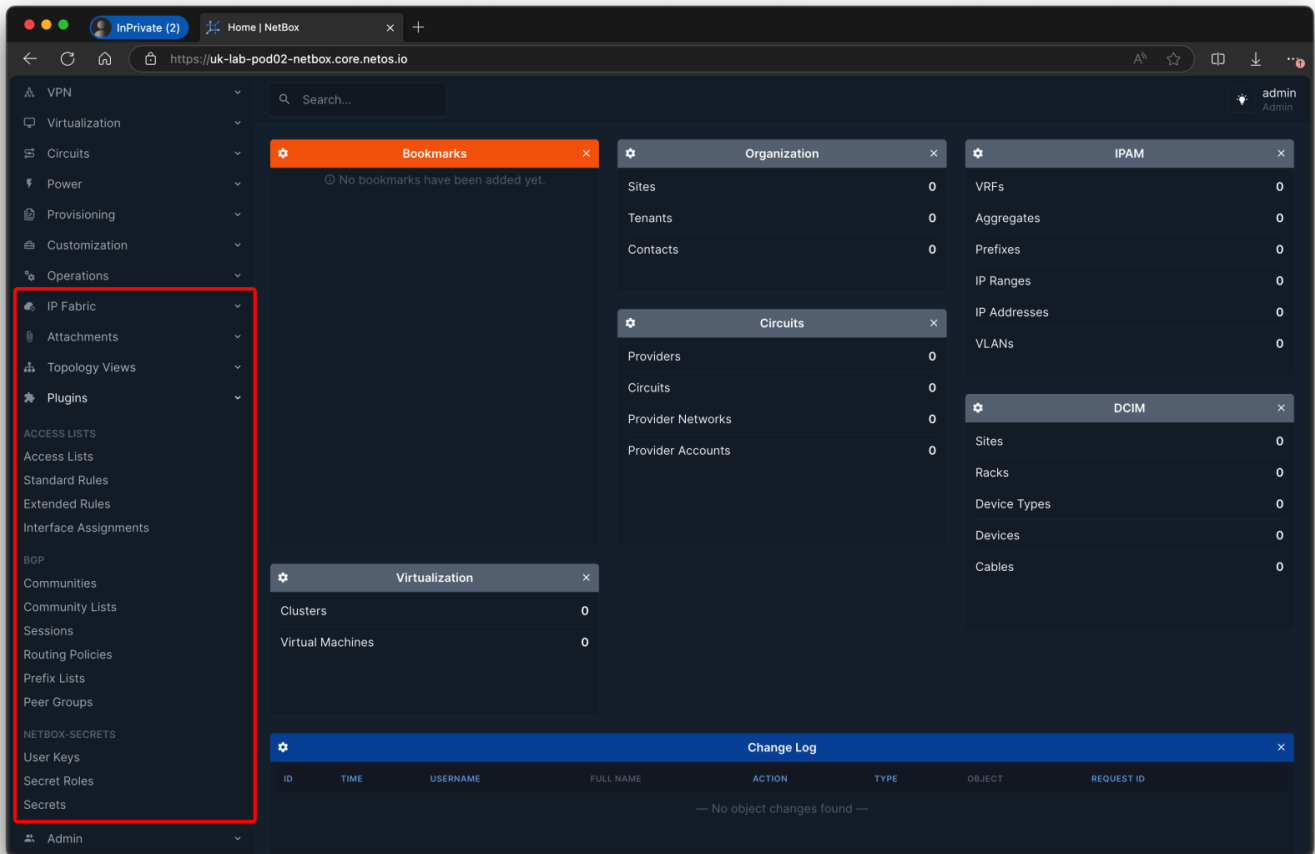 InPrivate (2)
Home | NetBox
https://uk-lab-pod02-netbox.core.netos.io
VPN
Virtualization
Circuits
Power
Provisioning
Customization
Operations
IP Fabric
Attachments
Topology Views
Plugins
ACCESS LISTS
Access Lists
Standard Rules
Extended Rules
Interface Assignments
BGP
Communities
Community Lists
Sessions
Routing Policies
Prefix Lists
Peer Groups
NETBOX-SECRETS
User Keys
Secret Roles
Secrets
Admin
Search...
admin
Admin
Bookmarks
No bookmarks have been added yet.
Organization
Sites 0
Tenants 0
Contacts 0
IPAM
VRFs 0
Aggregates 0
Prefixes 0
IP Ranges 0
IP Addresses 0
VLANs 0
Circuits
Providers 0
Circuits 0
Provider Networks 0
Provider Accounts 0
DCIM
Sites 0
Racks 0
Device Types 0
Devices 0
Cables 0
Virtualization
Clusters 0
Virtual Machines 0
Change Log
ID TIME USERNAME FULL NAME ACTION TYPE OBJECT REQUEST ID
— No object changes found —